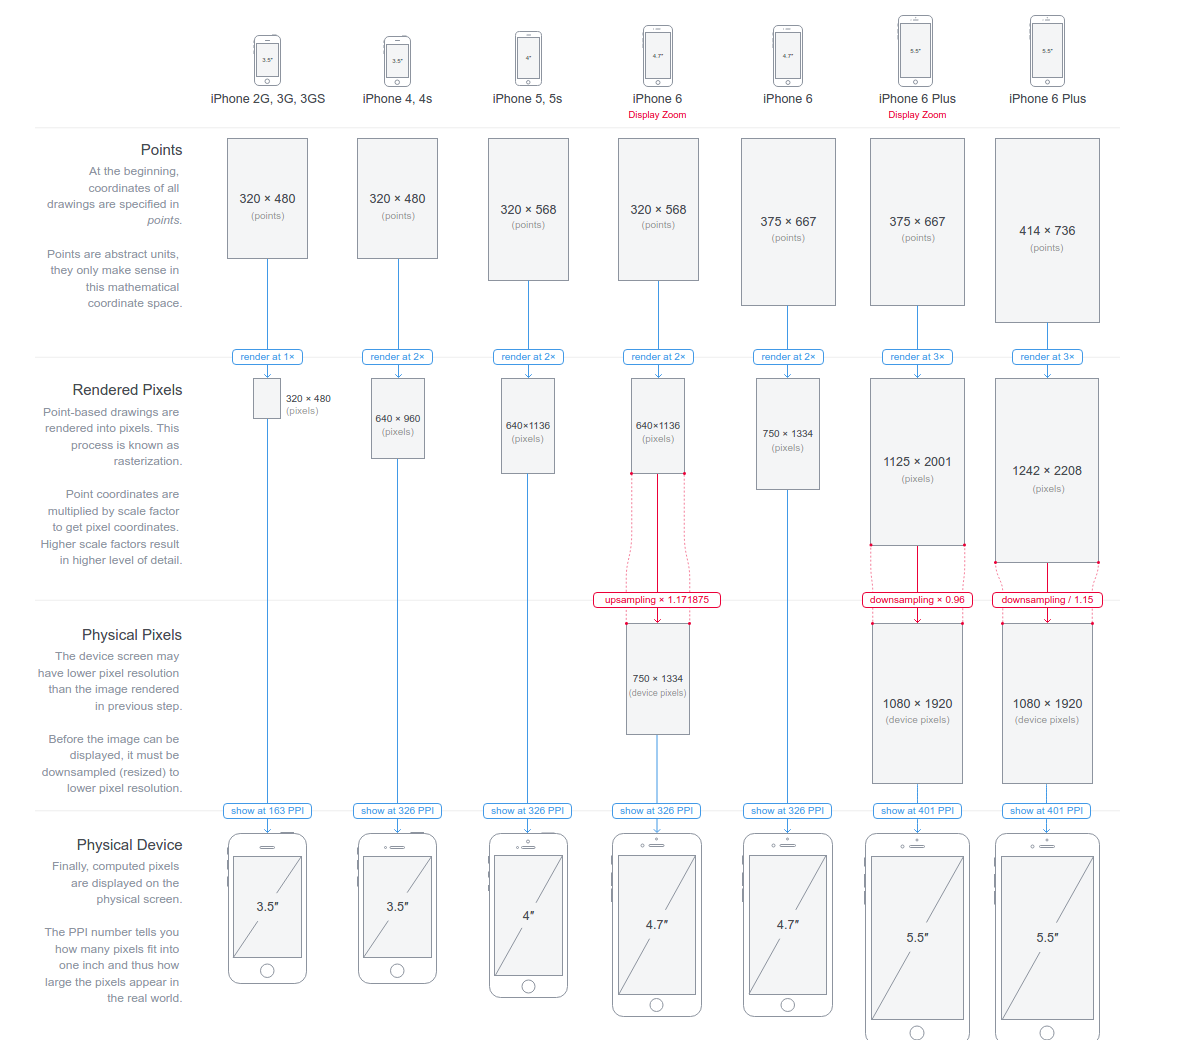 3.5″
3.5″
4″
4.7″
4.7″
5.5″
5.5″
iPhone 2G, 3G, 3GS
iPhone 4, 4s
iPhone 5, 5s
iPhone 6
Display Zoom
iPhone 6
iPhone 6 Plus
Display Zoom
iPhone 6 Plus
Points
At the beginning,
coordinates of all
drawings are specified in
points.
Points are abstract units,
they only make sense in
this mathematical
coordinate space.
320 × 480
(points)
320 × 480
(points)
320 × 568
(points)
320 × 568
(points)
375 × 667
(points)
375 × 667
(points)
414 × 736
(points)
render at 1×
render at 2×
render at 2×
render at 2×
render at 2×
render at 3×
render at 3×
Rendered Pixels
Point-based drawings are
rendered into pixels. This
process is known as
rasterization.
Point coordinates are
multiplied by scale factor
to get pixel coordinates.
Higher scale factors result
in higher level of detail.
320 × 480
(pixels)
640 × 960
(pixels)
640×1136
(pixels)
640×1136
(pixels)
750 × 1334
(pixels)
1125 × 2001
(pixels)
1242 × 2208
(pixels)
upsampling × 1.171875
downsampling × 0.96
downsampling / 1.15
Physical Pixels
The device screen may
have lower pixel resolution
than the image rendered
in previous step.
Before the image can be
displayed, it must be
downsampled (resized) to
lower pixel resolution.
750 × 1334
(device pixels)
1080 × 1920
(device pixels)
1080 × 1920
(device pixels)
show at 163 PPI
show at 326 PPI
show at 326 PPI
show at 326 PPI
show at 326 PPI
show at 401 PPI
show at 401 PPI
Physical Device
Finally, computed pixels
are displayed on the
physical screen.
The PPI number tells you
how many pixels fit into
one inch and thus how
large the pixels appear in
the real world.
3.5″
3.5″
4″
4.7″
4.7″
5.5″
5.5″